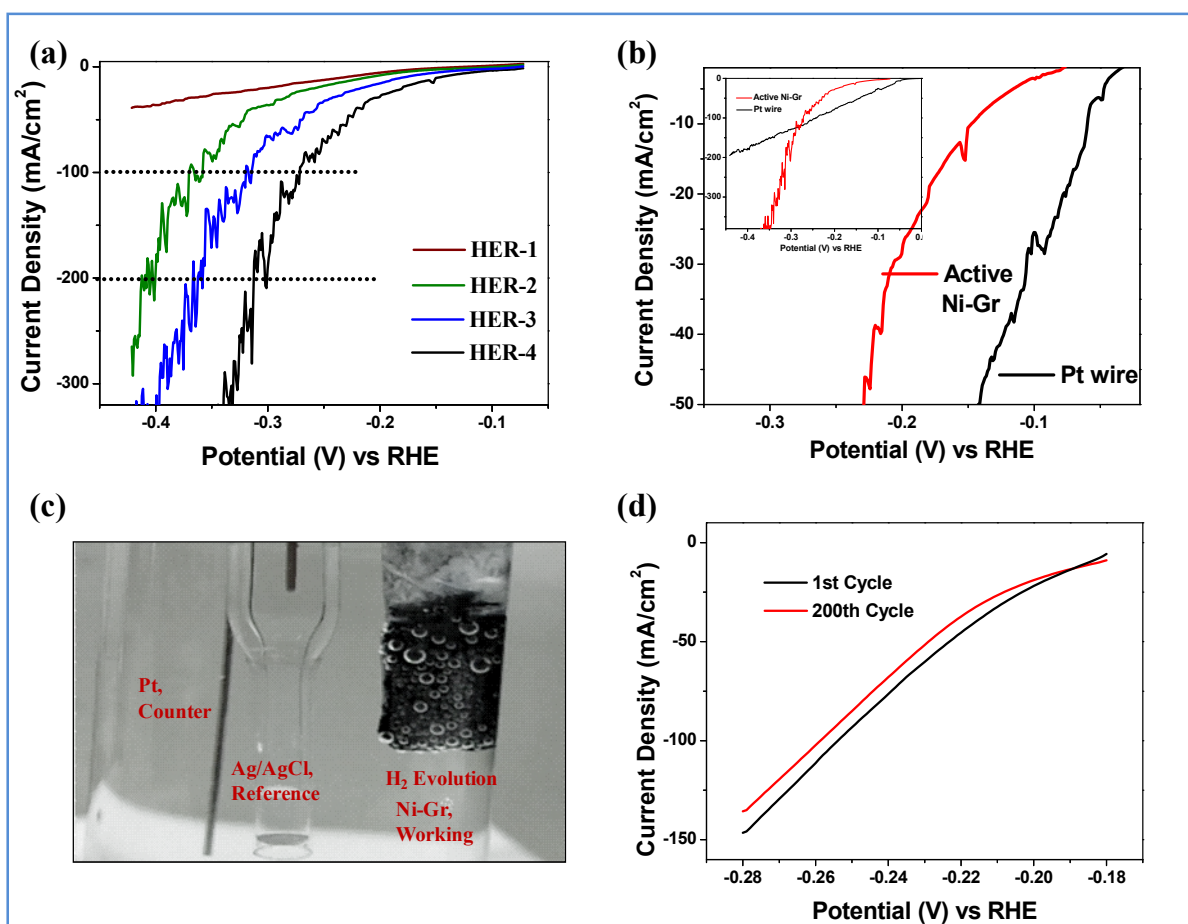 (a)
Current Density (mA/cm²)
0
-100
-200
-300
-0.4
-0.3
-0.2
-0.1
Potential (V) vs RHE
HER-1
HER-2
HER-3
HER-4
(b)
Current Density (mA/cm²)
-10
-20
-30
-40
-50
-0.3
-0.2
-0.1
Potential (V) vs RHE
Active
Ni-Gr
Pt wire
Current Density (mA/cm²)
0
-100
-200
-300
-0.4
-0.3
-0.2
-0.1
0.0
Potential (V) vs RHE
Active Ni-Gr
Pt wire
(c)
Pt,
Counter
Ag/AgCl,
Reference
H₂ Evolution
Ni-Gr,
Working
(d)
Current Density (mA/cm²)
0
-50
-100
-150
-0.28
-0.26
-0.24
-0.22
-0.20
-0.18
Potential (V) vs RHE
1st Cycle
200th Cycle